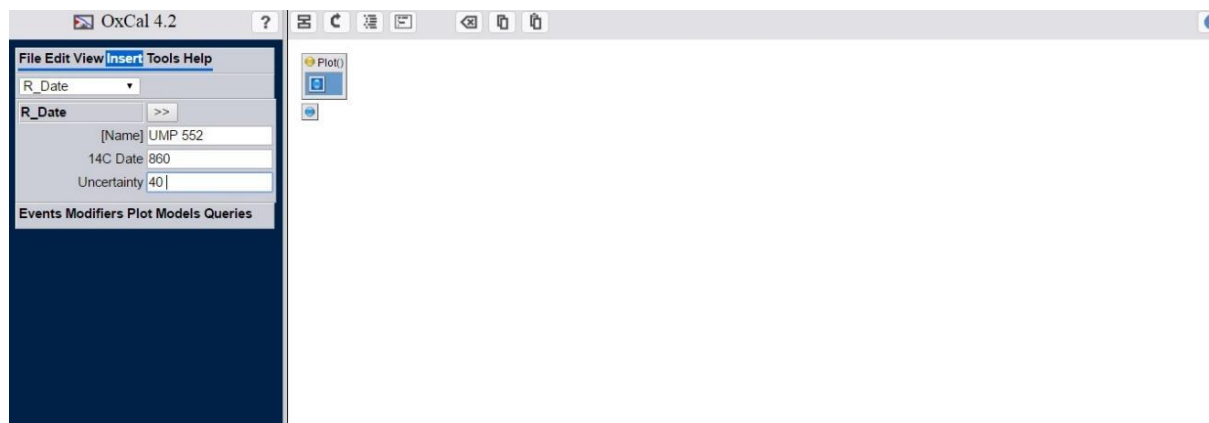 OxCal 4.2 ?
File Edit View Insert Tools Help
R_Date
R_Date >>
[Name] UMP 552
14C Date 860
Uncertainty 40
Events Modifiers Plot Models Queries
Plot()